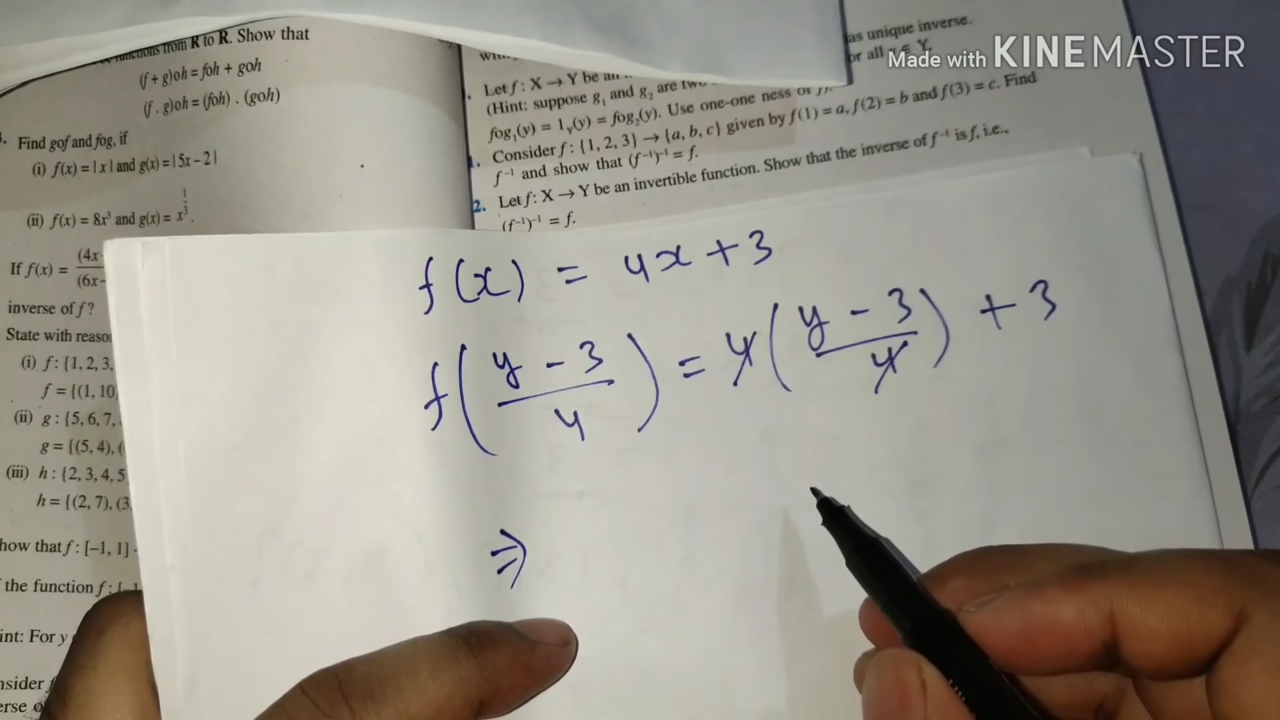 functions from R to R. Show that
(f + g)oh = foh + goh
(f . g)oh = (foh) . (goh)
Find gof and fog, if
(i) f(x) = | x | and g(x) = | 5x – 2 |
(ii) f(x) = 8x³ and g(x) = x^{1/3}.
If f(x) = (4x
(6x–
inverse of f?
State with
(i) f : {1, 2, 3,
f = {(1, 10)
(ii) g : {5, 6, 7,
g = {(5, 4), (
(iii) h : {2, 3, 4, 5
h = {(2, 7), (3
how that f : [–1, 1]
the function f : [
int: For y
as unique inverse.
Let f : X → Y be an
(Hint: suppose g₁ and g₂ are two
for all y ∈ Y,
fog₁(y) = 1ᵧ(y) = fog₂(y). Use one-one ness of f).
1. Consider f : {1, 2, 3} → {a, b, c} given by f(1) = a, f(2) = b and f(3) = c. Find
f⁻¹ and show that (f⁻¹)⁻¹ = f.
2. Let f : X → Y be an invertible function. Show that the inverse of f⁻¹ is f, i.e.,
(f⁻¹)⁻¹ = f.
Made with KINEMASTER
f(x) = 4x + 3
f((y – 3)/4) = 4((y – 3)/4) + 3
⇒